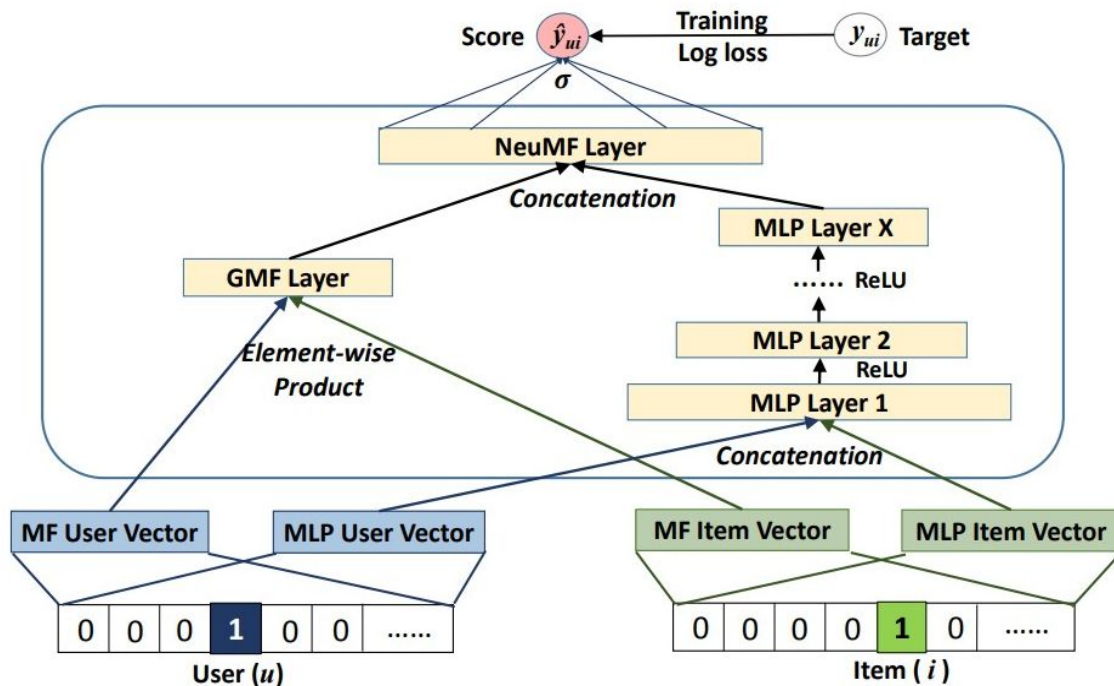 Score ŷui Training yui Target
Log loss
σ
NeuMF Layer
Concatenation
MLP Layer X
GMF Layer
...... ReLU
Element-wise
Product
MLP Layer 2
ReLU
MLP Layer 1
Concatenation
MF User Vector MLP User Vector MF Item Vector MLP Item Vector
0 0 0 1 0 0 ...... 0 0 0 0 1 0 ......
User (u) Item ( i )